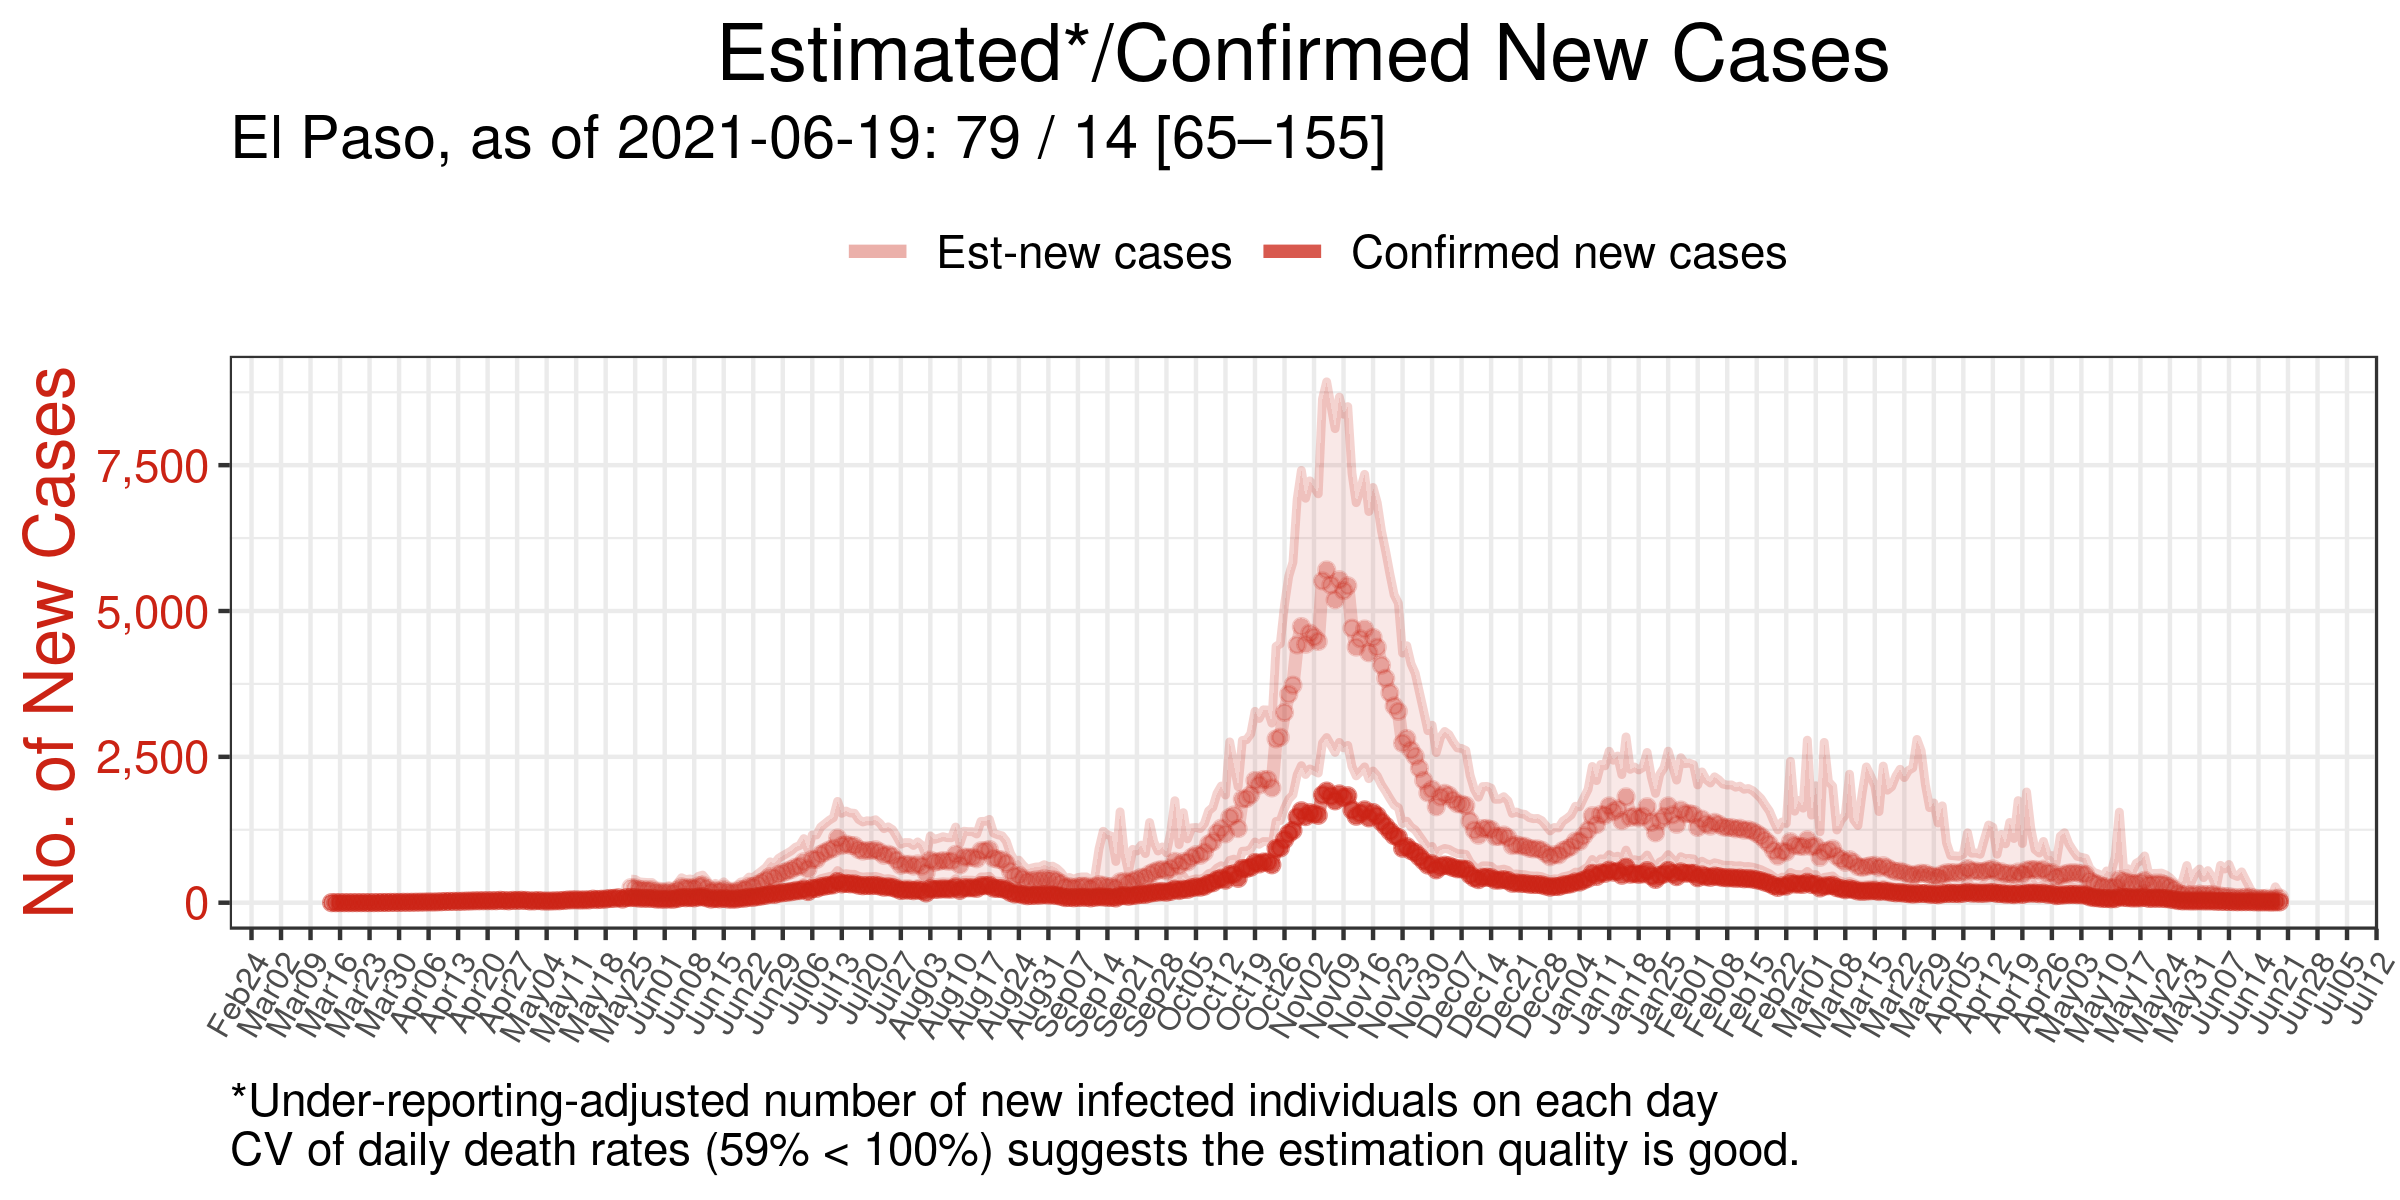 Estimated*/Confirmed New Cases
El Paso, as of 2021-06-19: 79 / 14 [65–155]
Est-new cases Confirmed new cases
No. of New Cases
7,500
5,000
2,500
0
Feb24 Mar02 Mar09 Mar16 Mar23 Mar30 Apr06 Apr13 Apr20 Apr27 May04 May11 May18 May25 Jun01 Jun08 Jun15 Jun22 Jun29 Jul06 Jul13 Jul20 Jul27 Aug03 Aug10 Aug17 Aug24 Aug31 Sep07 Sep14 Sep21 Sep28 Oct05 Oct12 Oct19 Oct26 Nov02 Nov09 Nov16 Nov23 Nov30 Dec07 Dec14 Dec21 Dec28 Jan04 Jan11 Jan18 Jan25 Feb01 Feb08 Feb15 Feb22 Mar01 Mar08 Mar15 Mar22 Mar29 Apr05 Apr12 Apr19 Apr26 May03 May10 May17 May24 May31 Jun07 Jun14 Jun21 Jun28 Jul05 Jul12
*Under-reporting-adjusted number of new infected individuals on each day
CV of daily death rates (59% < 100%) suggests the estimation quality is good.